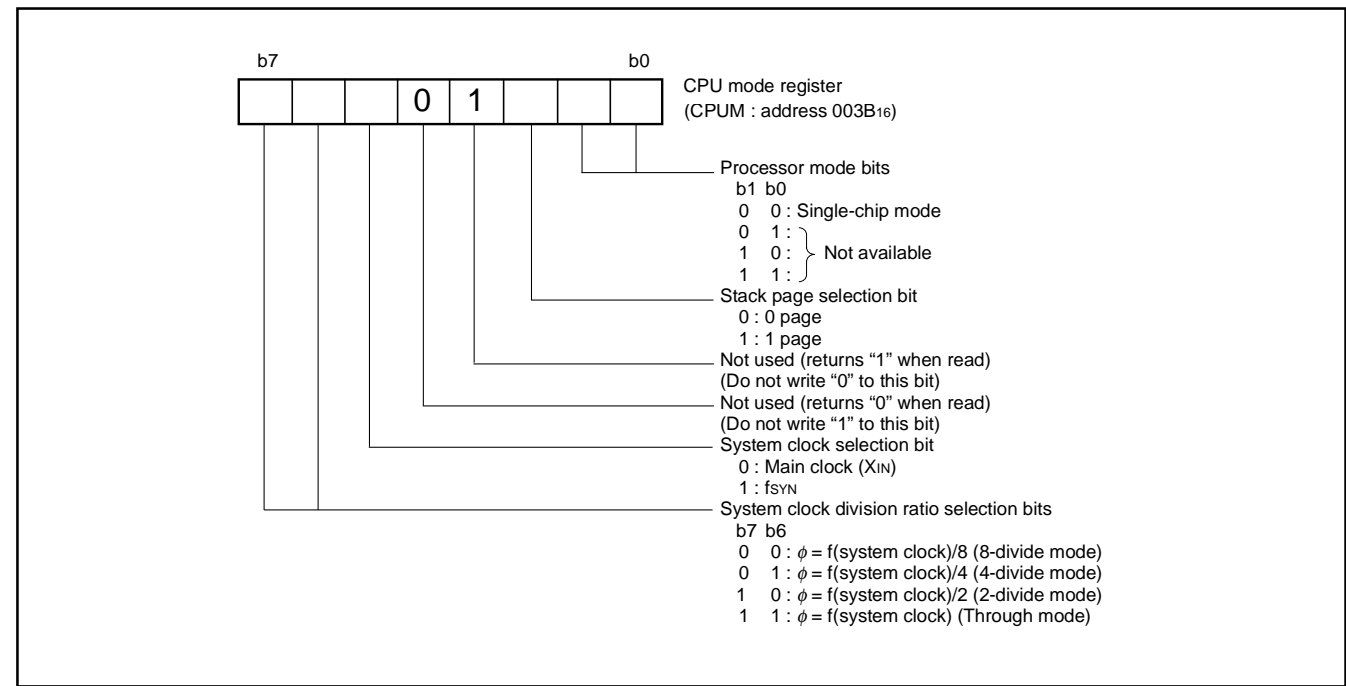 b7 b0
0 1
CPU mode register
(CPUM : address 003B16)
Processor mode bits
b1 b0
0 0 : Single-chip mode
0 1 :
1 0 : Not available
1 1 :
Stack page selection bit
0 : 0 page
1 : 1 page
Not used (returns “1” when read)
(Do not write “0” to this bit)
Not used (returns “0” when read)
(Do not write “1” to this bit)
System clock selection bit
0 : Main clock (XIN)
1 : fSYN
System clock division ratio selection bits
b7 b6
0 0 : ϕ = f(system clock)/8 (8-divide mode)
0 1 : ϕ = f(system clock)/4 (4-divide mode)
1 0 : ϕ = f(system clock)/2 (2-divide mode)
1 1 : ϕ = f(system clock) (Through mode)